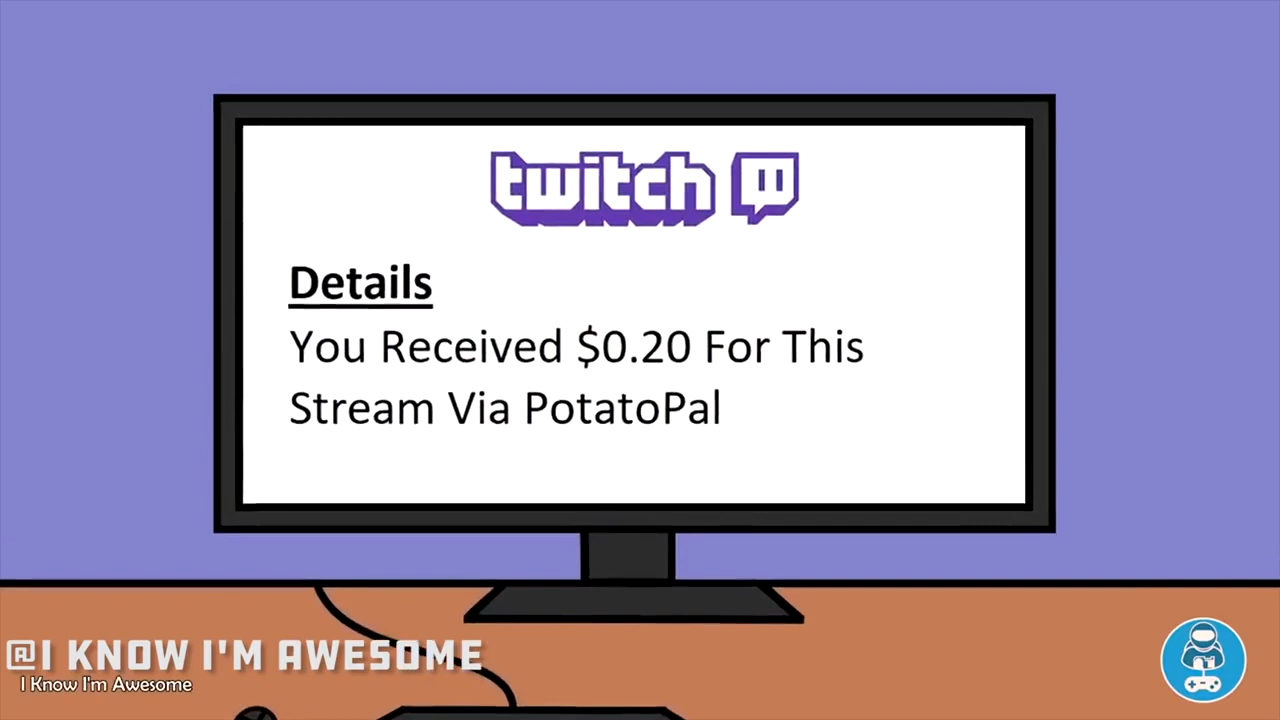 twitch
Details
You Received $0.20 For This
Stream Via PotatoPal
@I KNOW I'M AWESOME
I Know I'm Awesome